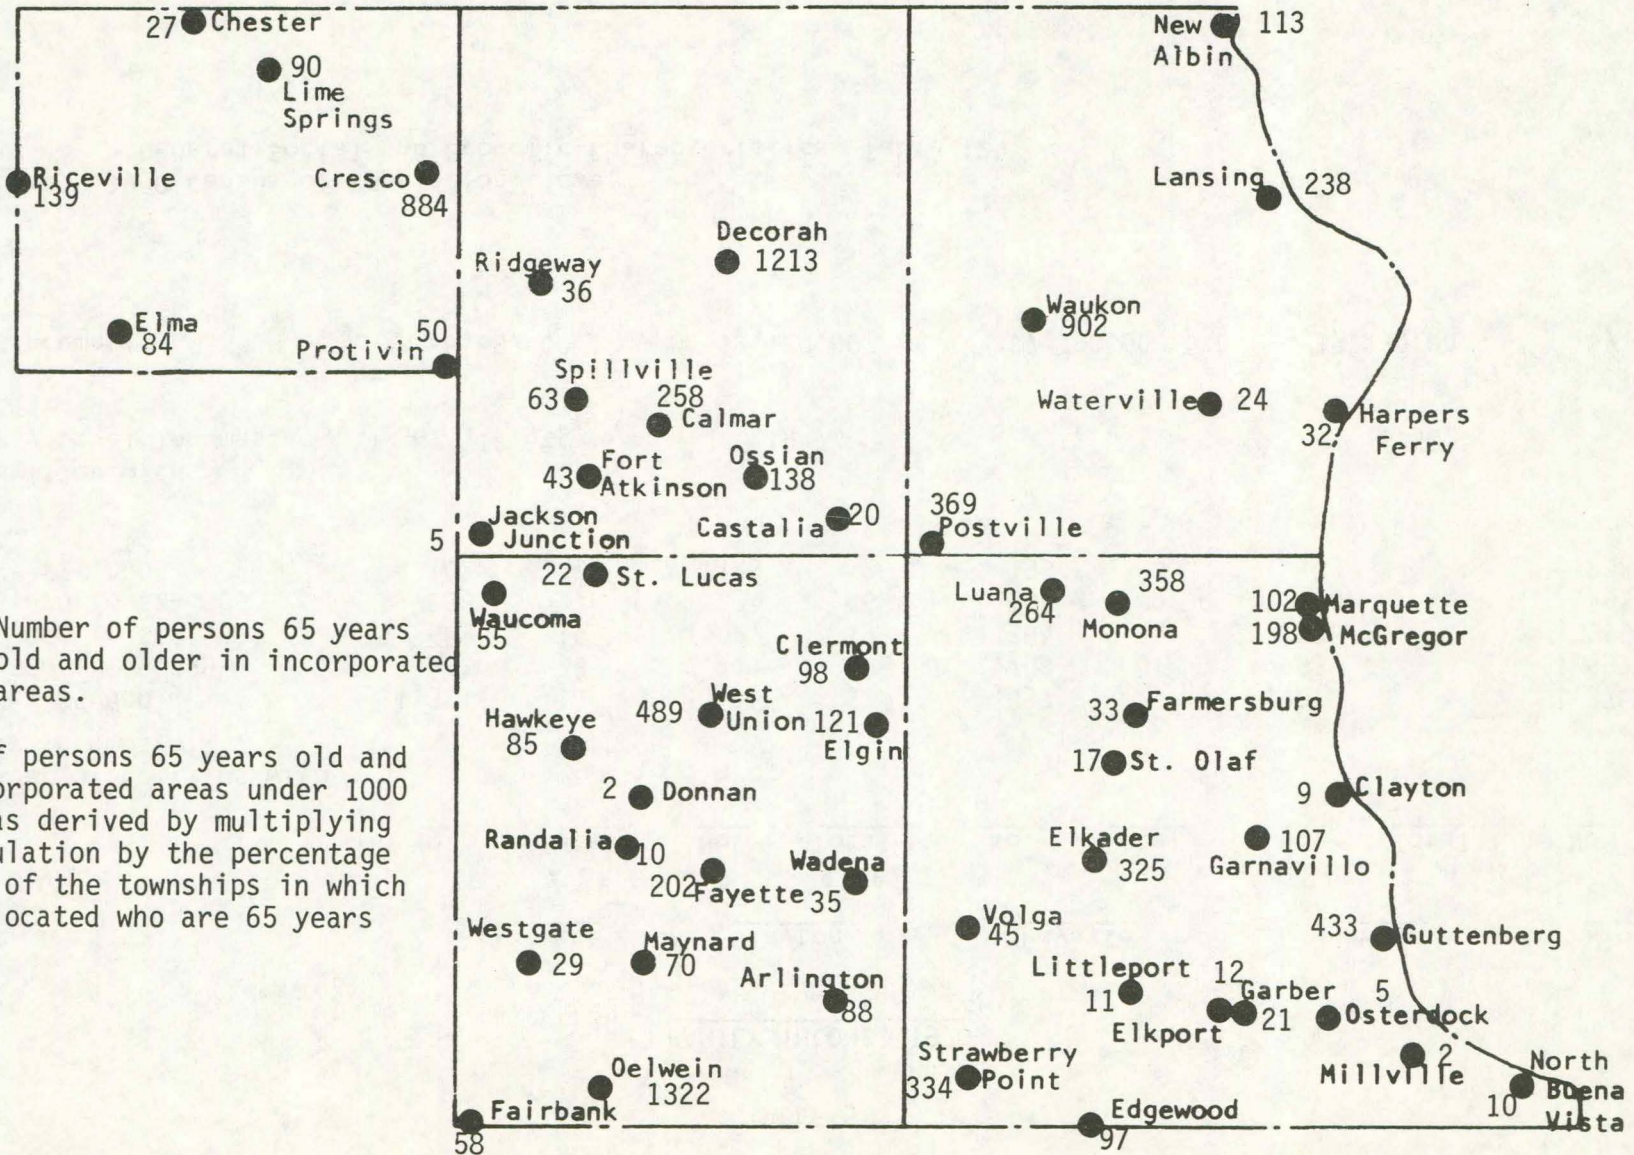 27 Chester
90
Lime
Springs
Riceville
139
Cresco
884
Elma
84
50
Protivin
Decorah
1213
Ridgeway
36
Spillville
63
258
Calmar
Fort
43 Atkinson
Ossian
138
Castalia 20
Jackson
5 Junction
New 113
Albin
Lansing 238
Waukon
902
Waterville 24
Harpers
32 Ferry
369
Postville
22 St. Lucas
Waucoma
55
Clermont
98
West
489 Union
121
Elgin
Hawkeye
85
2 Donnan
Randalia
10
202 Fayette
Wadena
35
Westgate
29
Maynard
70
Arlington
88
Oelwein
1322
Fairbank
58
Luana
264
358
Monona
102 Marquette
198 McGregor
33 Farmersburg
17 St. Olaf
9 Clayton
Elkader
325
107
Garnavillo
Volga
45
433 Guttenberg
Littleport
11
12
Elkport
Garber
21
5
Osterdock
Strawberry
334 Point
2
Millville
North
Buena
10 Vista
Edgewood
97
Number of persons 65 years
old and older in incorporated
areas.
f persons 65 years old and
orporated areas under 1000
as derived by multiplying
ulation by the percentage
of the townships in which
ocated who are 65 years